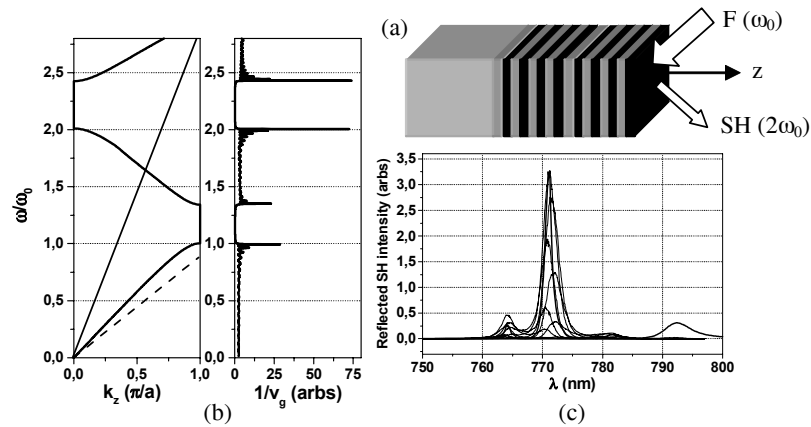 (a)
F (ω₀)
z
SH (2ω₀)
ω/ω₀
2,5
2,0
1,5
1,0
0,5
0,0
0,0 0,5 1,0
k_z (π/a)
2,5
2,0
1,5
1,0
0,5
0,0
0 25 50 75
1/v_g (arbs)
(b)
Reflected SH intensity (arbs)
3,5
3,0
2,5
2,0
1,5
1,0
0,5
0,0
750 760 770 780 790 800
λ (nm)
(c)